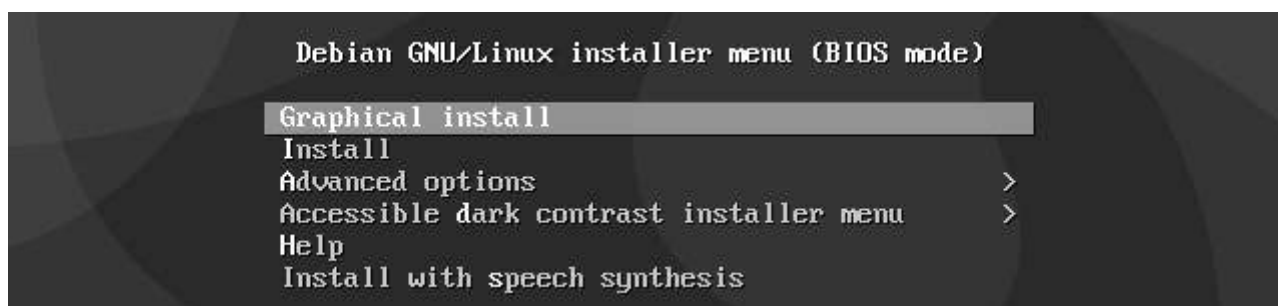 Debian GNU/Linux installer menu (BIOS mode)
Graphical install
Install
Advanced options >
Accessible dark contrast installer menu >
Help
Install with speech synthesis